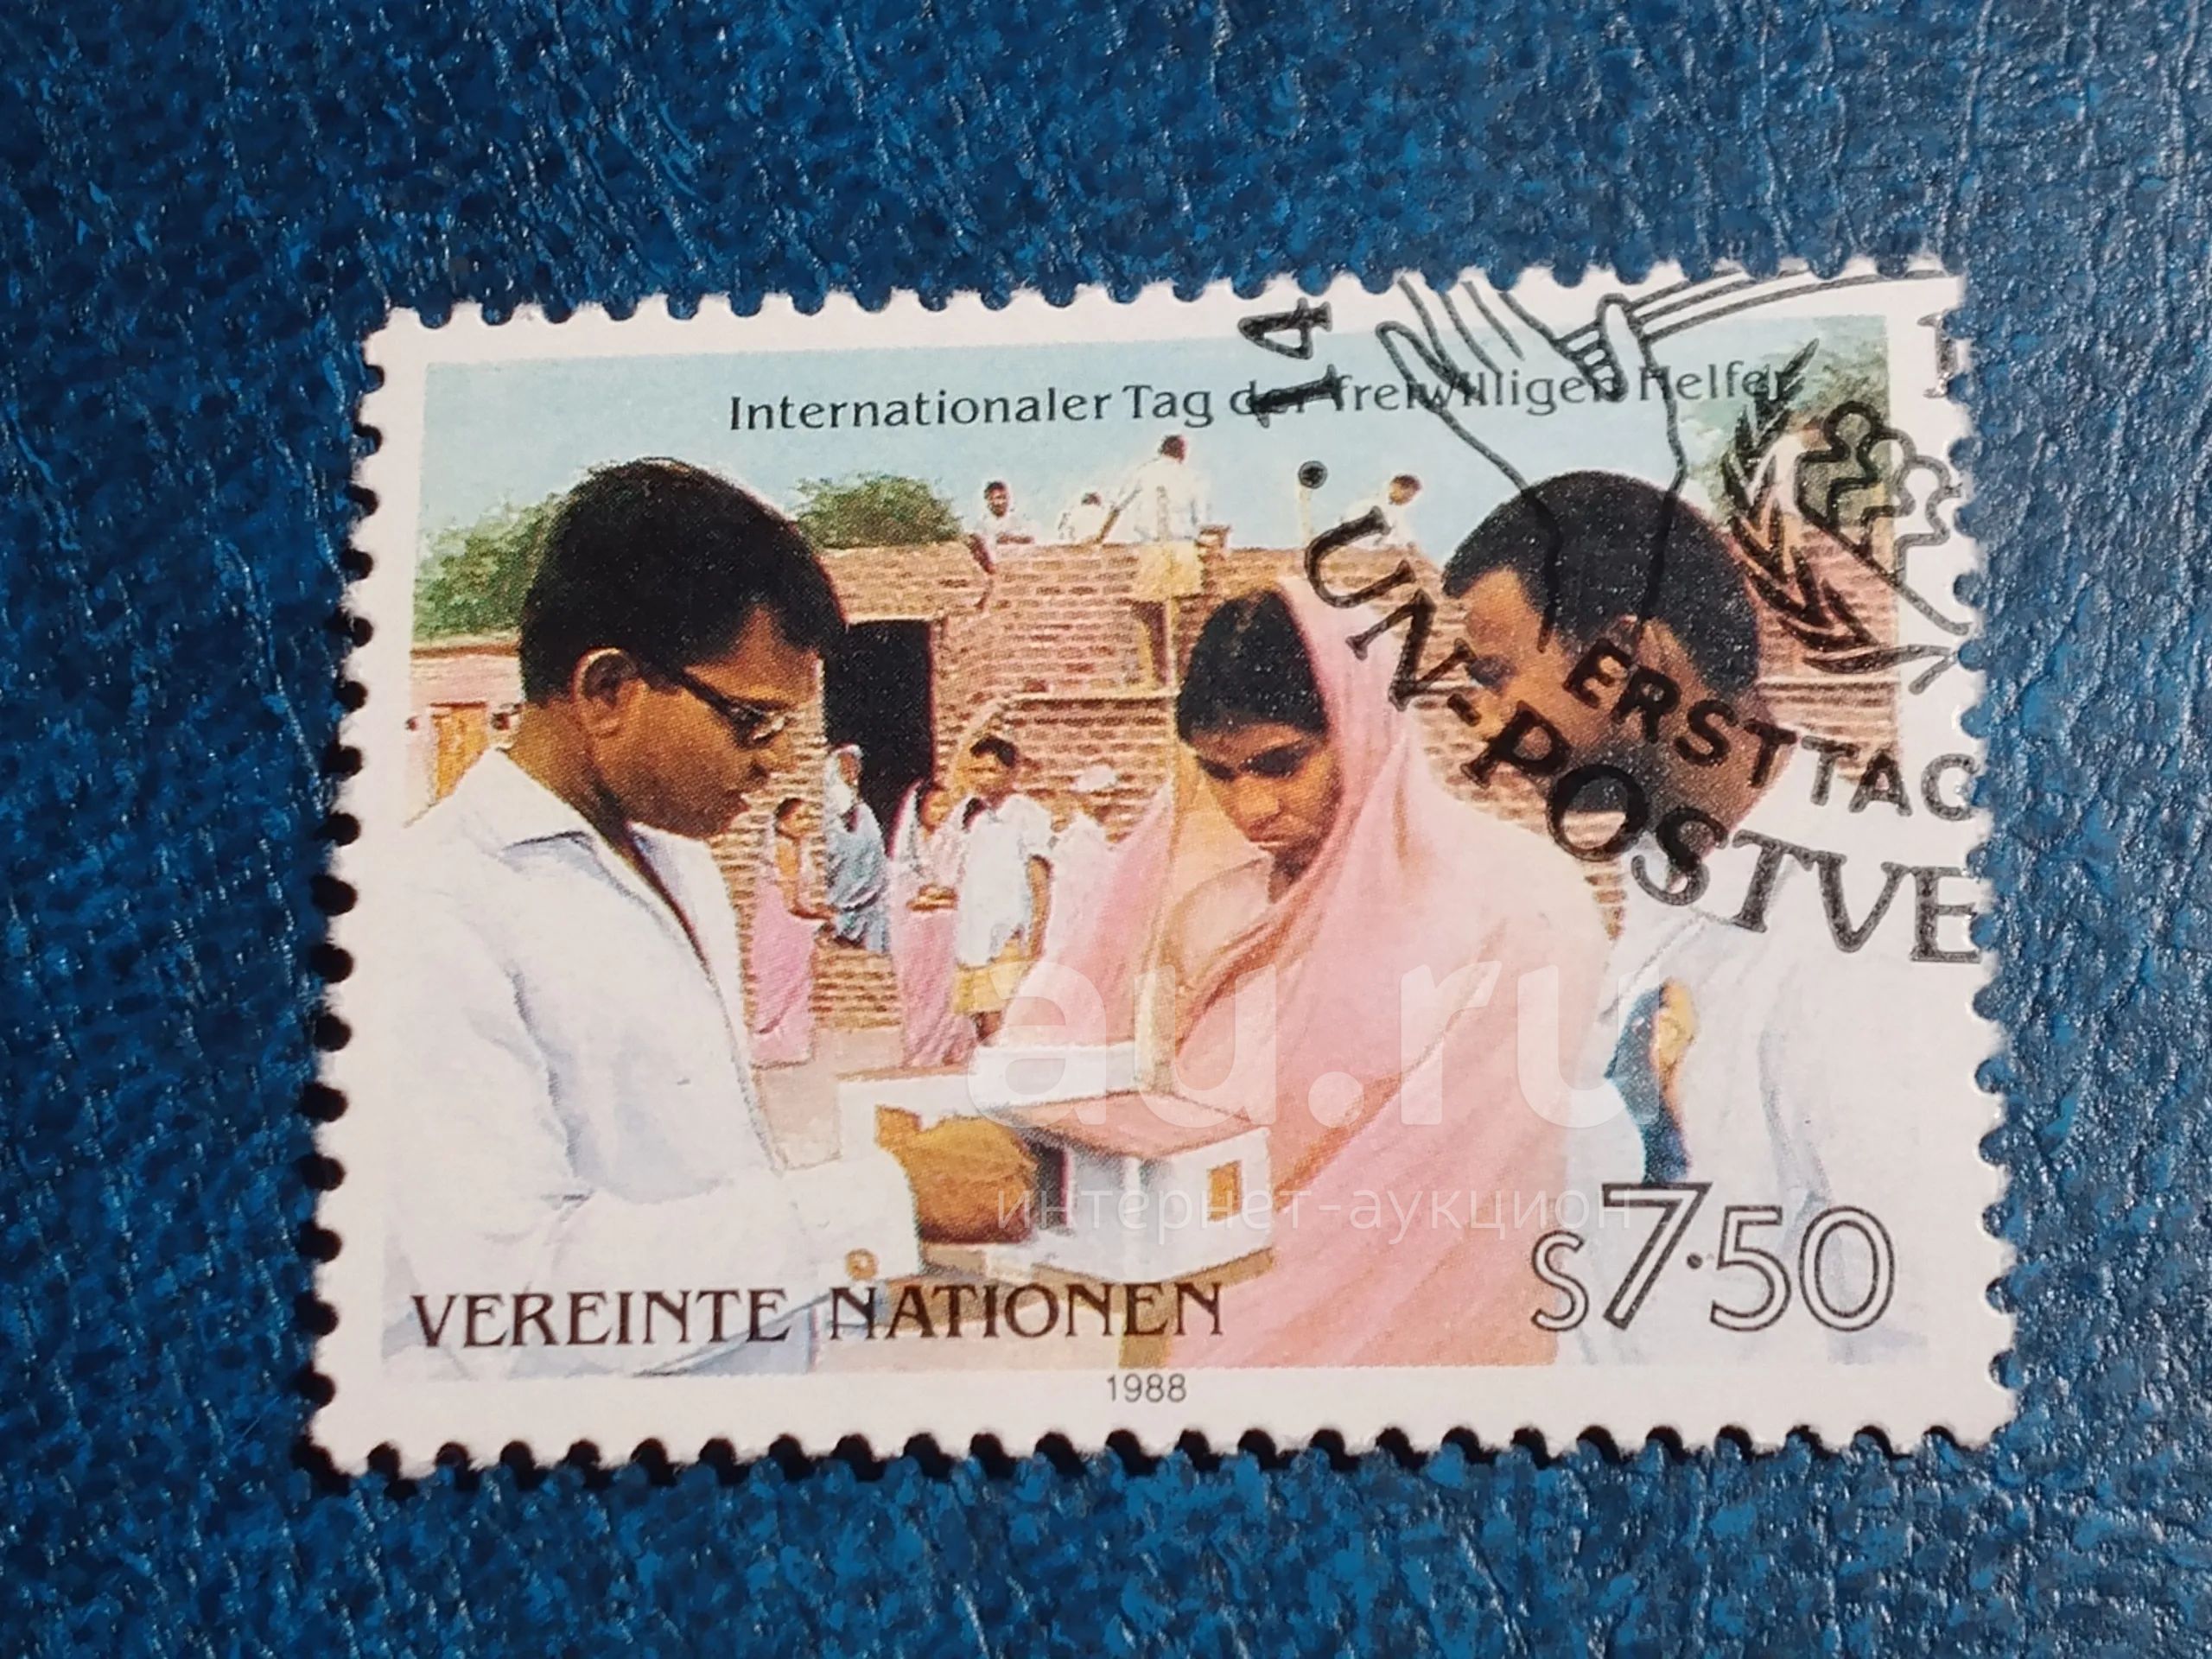 Internationaler Tag der freiwilligen Helfer
14
• UN-POSTVE
ERSTTAG
au.ru
интернет-аукцион
s7.50
VEREINTE NATIONEN
1988